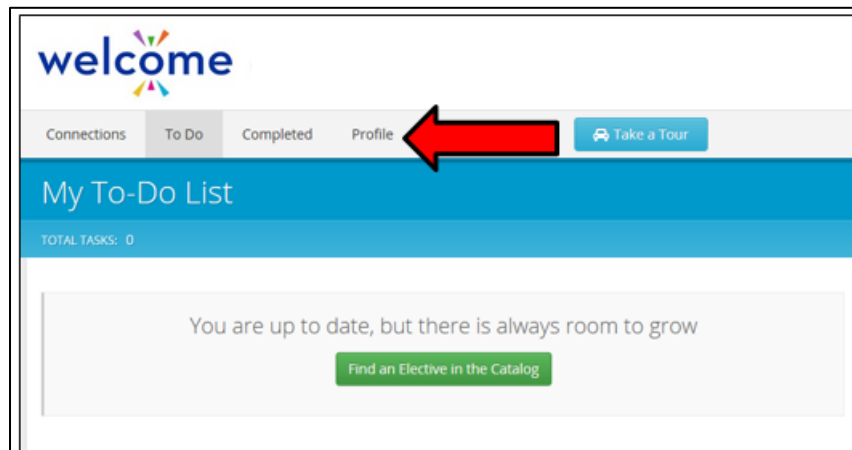 welcome
Connections To Do Completed Profile Take a Tour
My To-Do List
TOTAL TASKS: 0
You are up to date, but there is always room to grow
Find an Elective in the Catalog